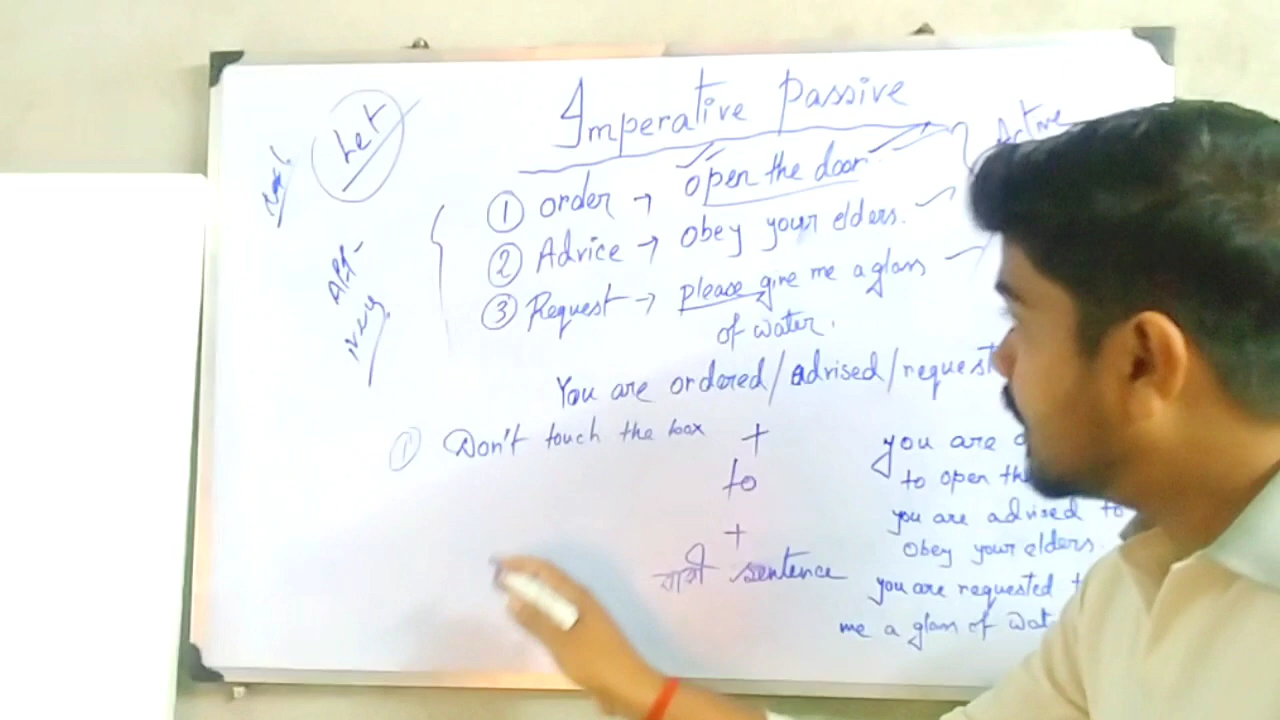 Imperative Passive
Let
Active
① order → open the door
② Advice → obey your elders.
③ Request → please give me a glass
of water.
You are ordered/advised/request
① Don't touch the box
+
to
+
sentence
you are
to open the
you are advised to
obey your elders.
you are requested
me a glass of wat